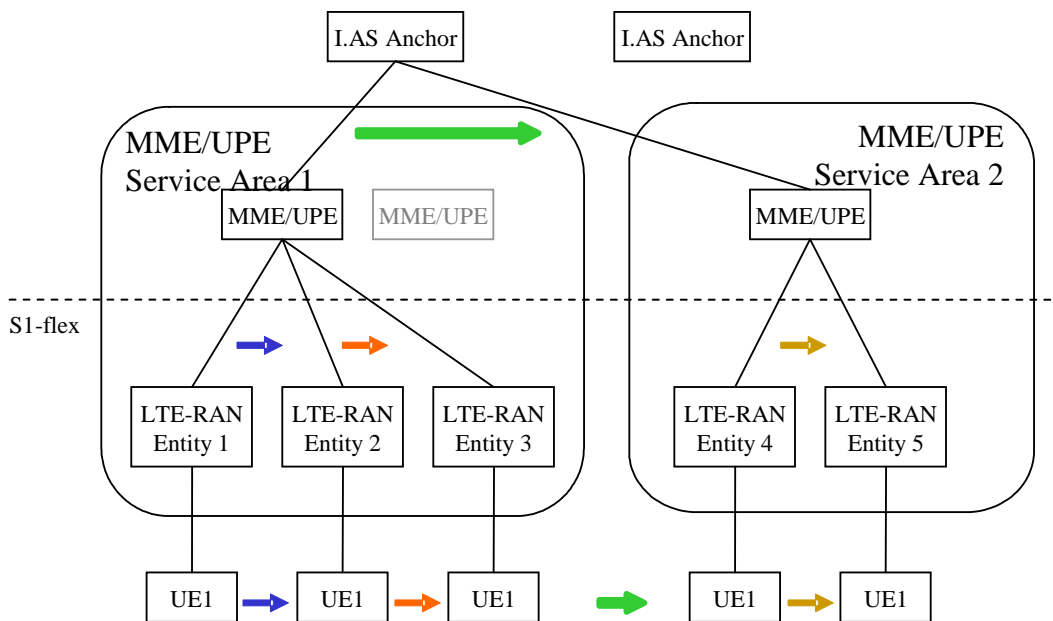 I.AS Anchor
I.AS Anchor
MME/UPE
Service Area 1
MME/UPE
Service Area 2
MME/UPE
MME/UPE
MME/UPE
S1-flex
LTE-RAN
Entity 1
LTE-RAN
Entity 2
LTE-RAN
Entity 3
LTE-RAN
Entity 4
LTE-RAN
Entity 5
UE1
UE1
UE1
UE1
UE1